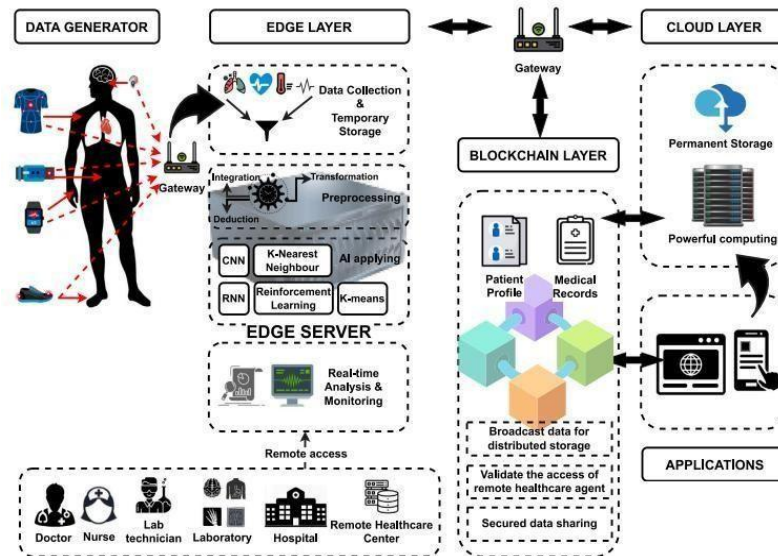 DATA GENERATOR
EDGE LAYER
Gateway
CLOUD LAYER
Data Collection
&
Temporary
Storage
Gateway
Integration
Transformation
Preprocessing
Deduction
CNN
K-Nearest
Neighbour
AI applying
RNN
Reinforcement
Learning
K-means
EDGE SERVER
Real-time
Analysis &
Monitoring
Remote access
Doctor
Nurse
Lab
technician
Laboratory
Hospital
Remote Healthcare
Center
BLOCKCHAIN LAYER
Patient
Profile
Medical
Records
Broadcast data for
distributed storage
Validate the access of
remote healthcare agent
Secured data sharing
Permanent Storage
Powerful computing
APPLICATIONS